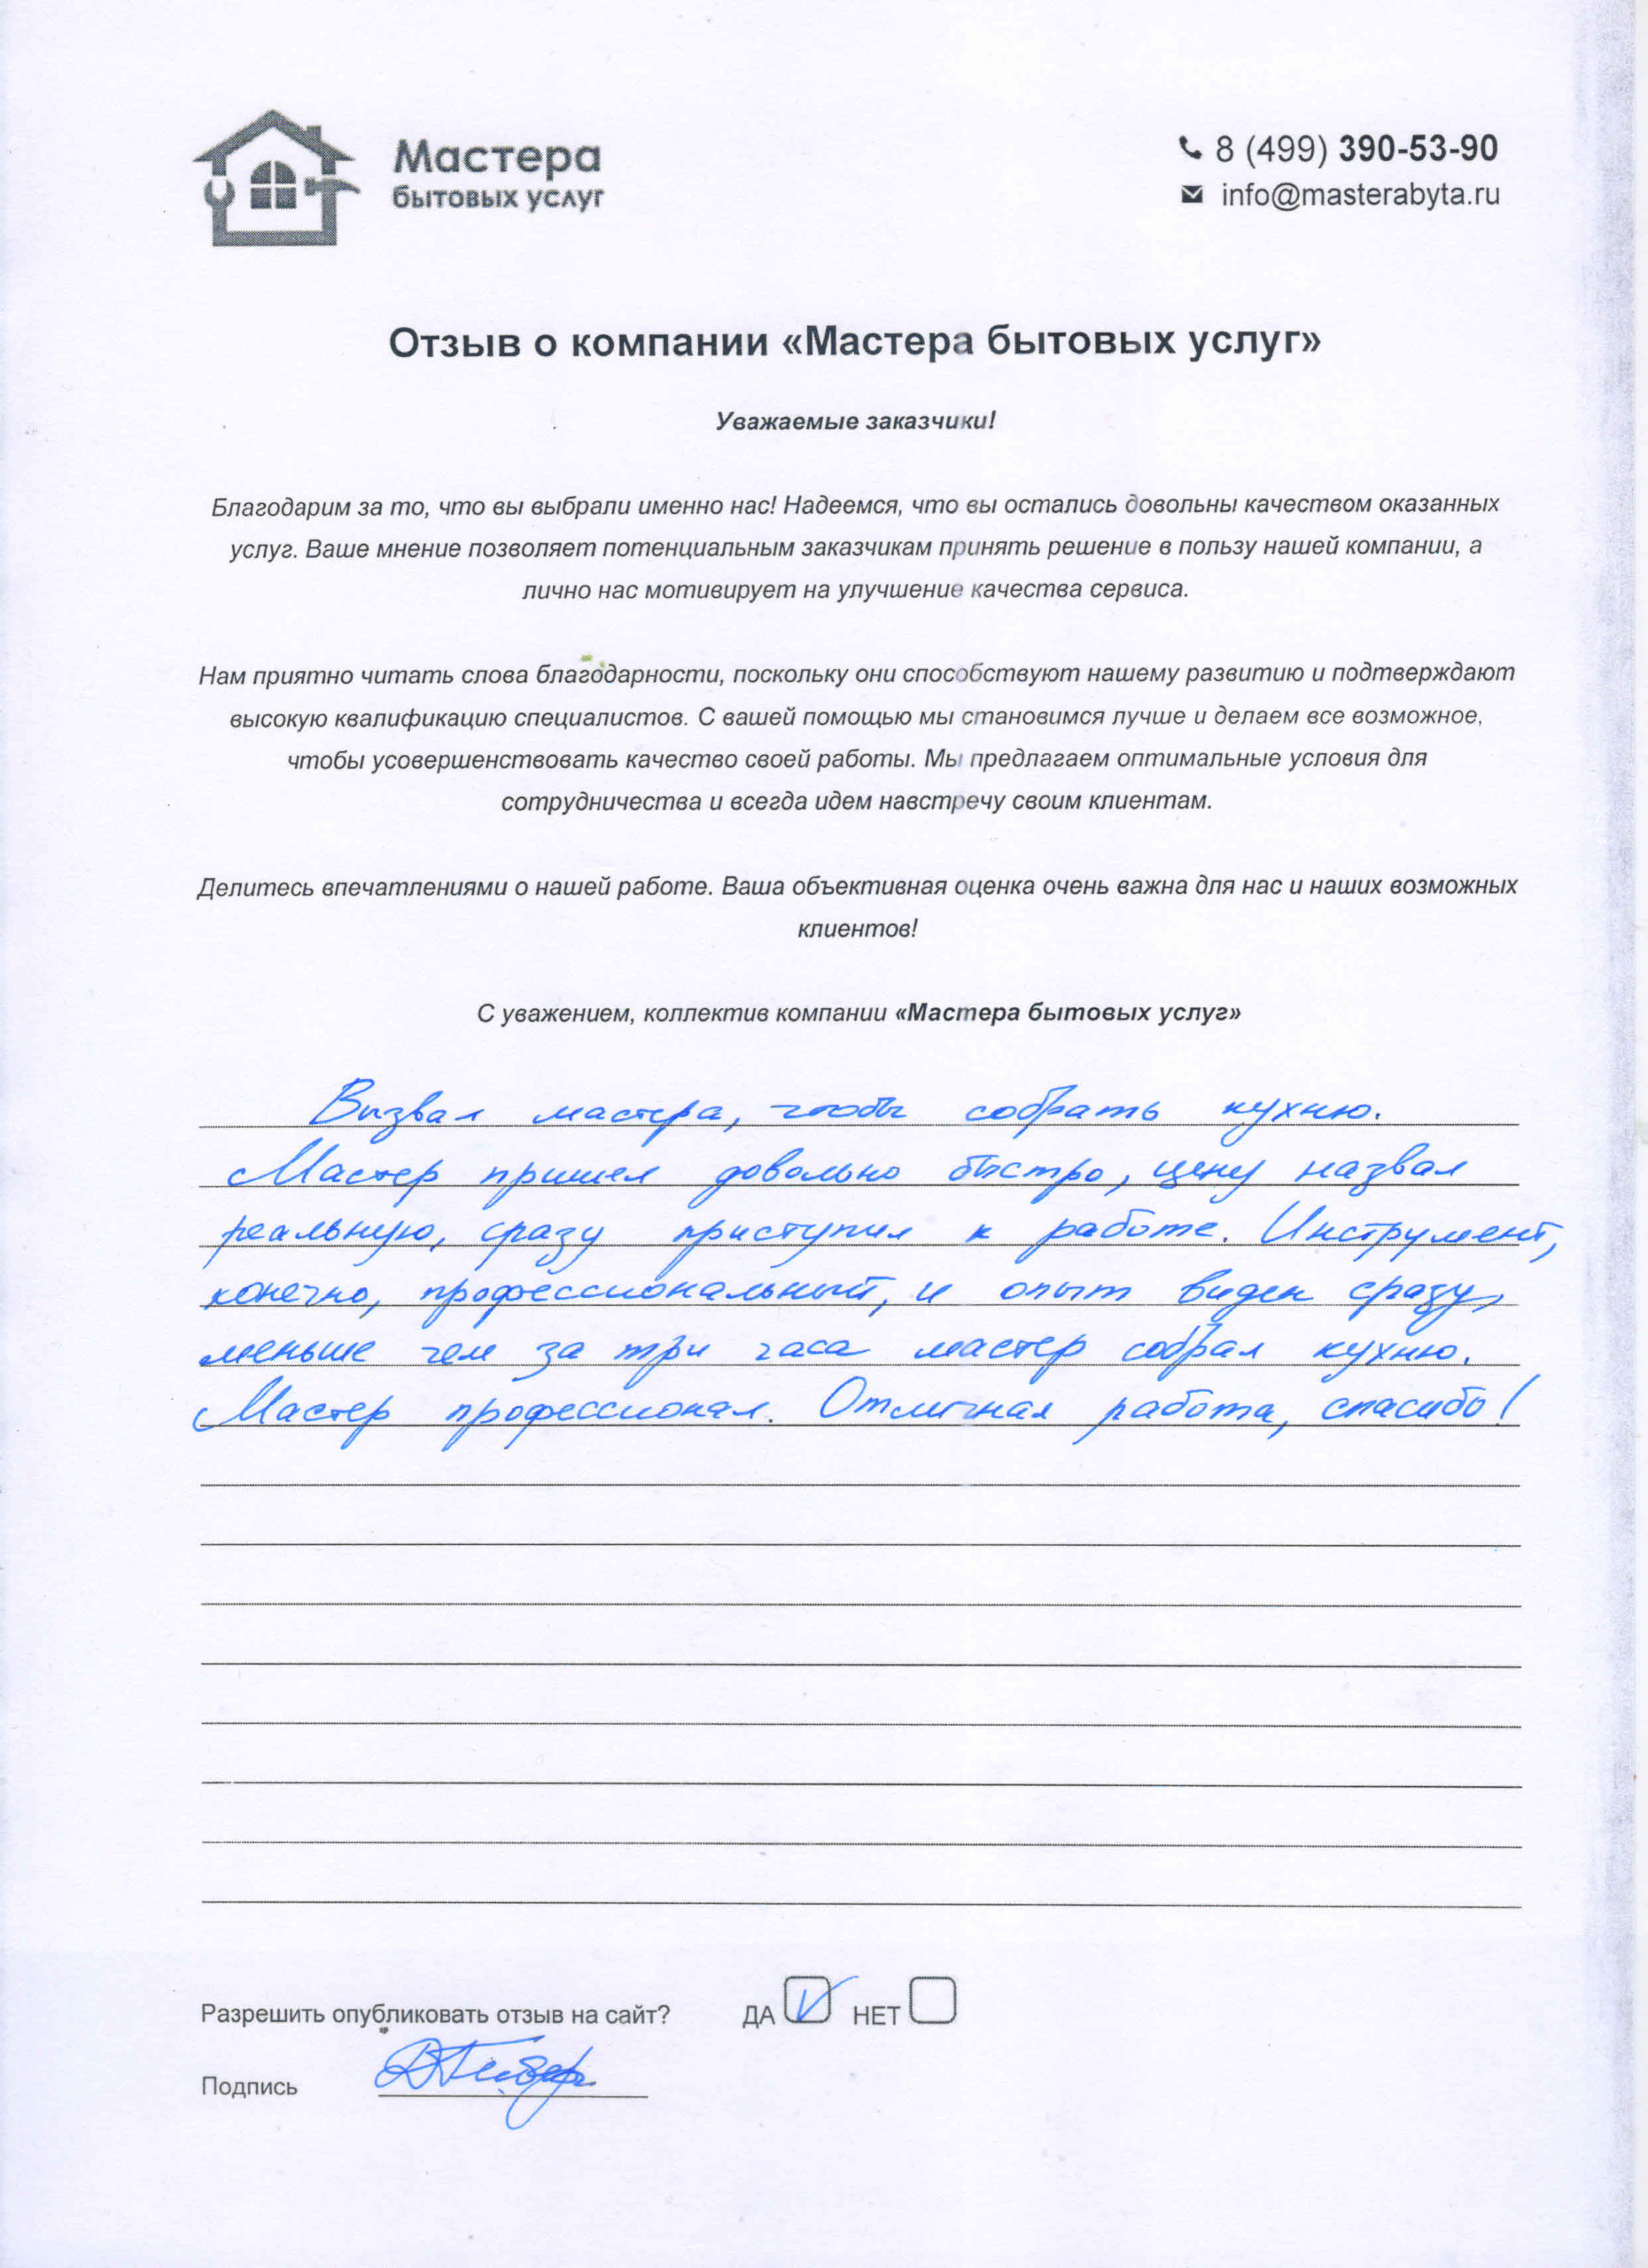 Мастера
бытовых услуг
8 (499) 390-53-90
info@masterabyta.ru
Отзыв о компании «Мастера бытовых услуг»
Уважаемые заказчики!
Благодарим за то, что вы выбрали именно нас! Надеемся, что вы остались довольны качеством оказанных
услуг. Ваше мнение позволяет потенциальным заказчикам принять решение в пользу нашей компании, а
лично нас мотивирует на улучшение качества сервиса.
Нам приятно читать слова благодарности, поскольку они способствуют нашему развитию и подтверждают
высокую квалификацию специалистов. С вашей помощью мы становимся лучше и делаем все возможное,
чтобы усовершенствовать качество своей работы. Мы предлагаем оптимальные условия для
сотрудничества и всегда идем навстречу своим клиентам.
Делитесь впечатлениями о нашей работе. Ваша объективная оценка очень важна для нас и наших возможных
клиентов!
С уважением, коллектив компании «Мастера бытовых услуг»
Вызвал мастера, чтобы собрать кухню.
Мастер пришел довольно быстро, цену назвал
реальную, сразу приступил к работе. Инструмент,
конечно, профессиональный, и опыт виден сразу,
меньше чем за три часа мастер собрал кухню.
Мастер профессионал. Отличная работа, спасибо!
Разрешить опубликовать отзыв на сайт? ДА НЕТ
Подпись